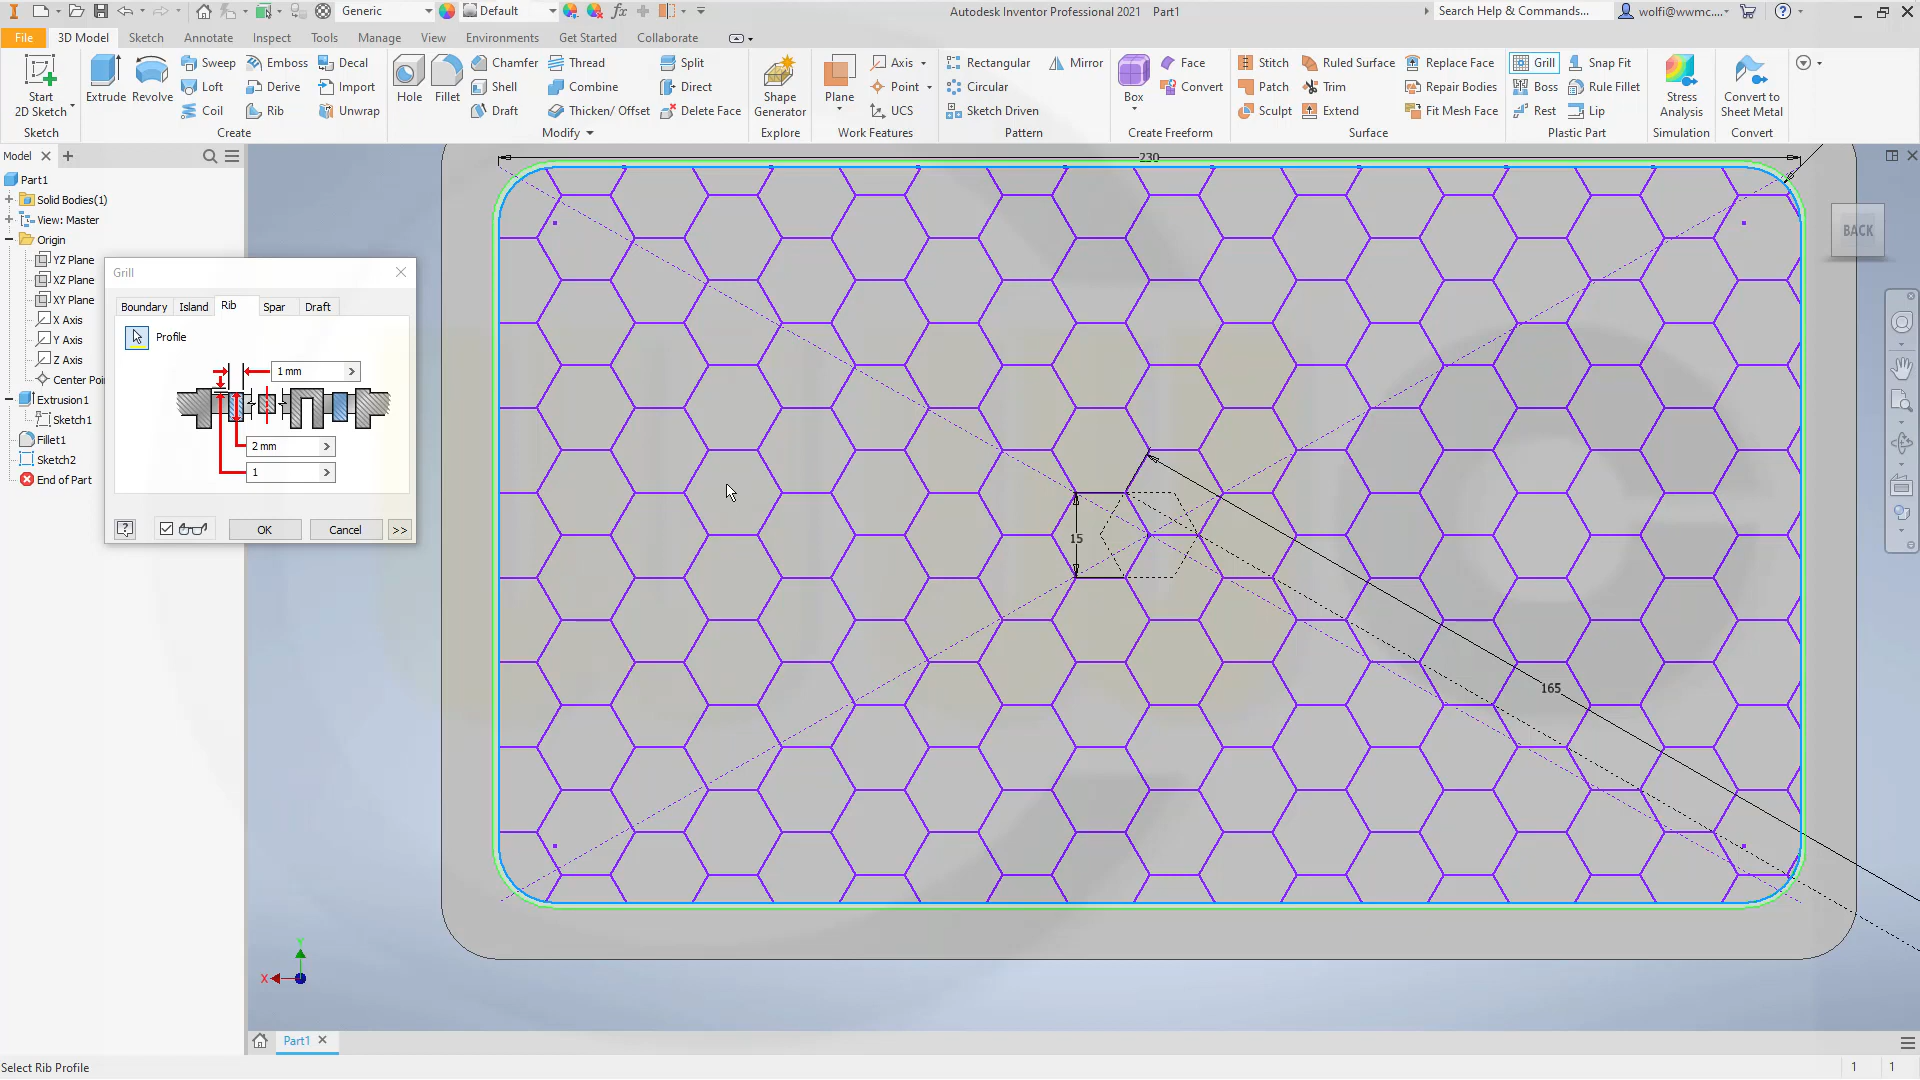 Generic
Default
Autodesk Inventor Professional 2021 Part1
Search Help & Commands...
wolfi@wwmc....
File
3D Model
Sketch
Annotate
Inspect
Tools
Manage
View
Environments
Get Started
Collaborate
Start
2D Sketch
Sketch
Extrude
Revolve
Sweep
Loft
Coil
Emboss
Derive
Rib
Decal
Import
Unwrap
Create
Hole
Fillet
Chamfer
Shell
Draft
Thread
Combine
Thicken/ Offset
Split
Direct
Delete Face
Modify
Shape
Generator
Explore
Plane
Axis
Point
UCS
Work Features
Rectangular
Circular
Sketch Driven
Mirror
Pattern
Box
Face
Convert
Create Freeform
Stitch
Patch
Sculpt
Ruled Surface
Trim
Extend
Replace Face
Repair Bodies
Fit Mesh Face
Surface
Grill
Boss
Rest
Snap Fit
Rule Fillet
Lip
Plastic Part
Stress
Analysis
Simulation
Convert to
Sheet Metal
Convert
Model
Part1
Solid Bodies(1)
View: Master
Origin
YZ Plane
XZ Plane
XY Plane
X Axis
Y Axis
Z Axis
Center Poi
Extrusion1
Sketch1
Fillet1
Sketch2
End of Part
Grill
Boundary
Island
Rib
Spar
Draft
Profile
1 mm
2 mm
1
OK
Cancel
>>
230
15
165
BACK
Y
X
Part1
Select Rib Profile
1
1